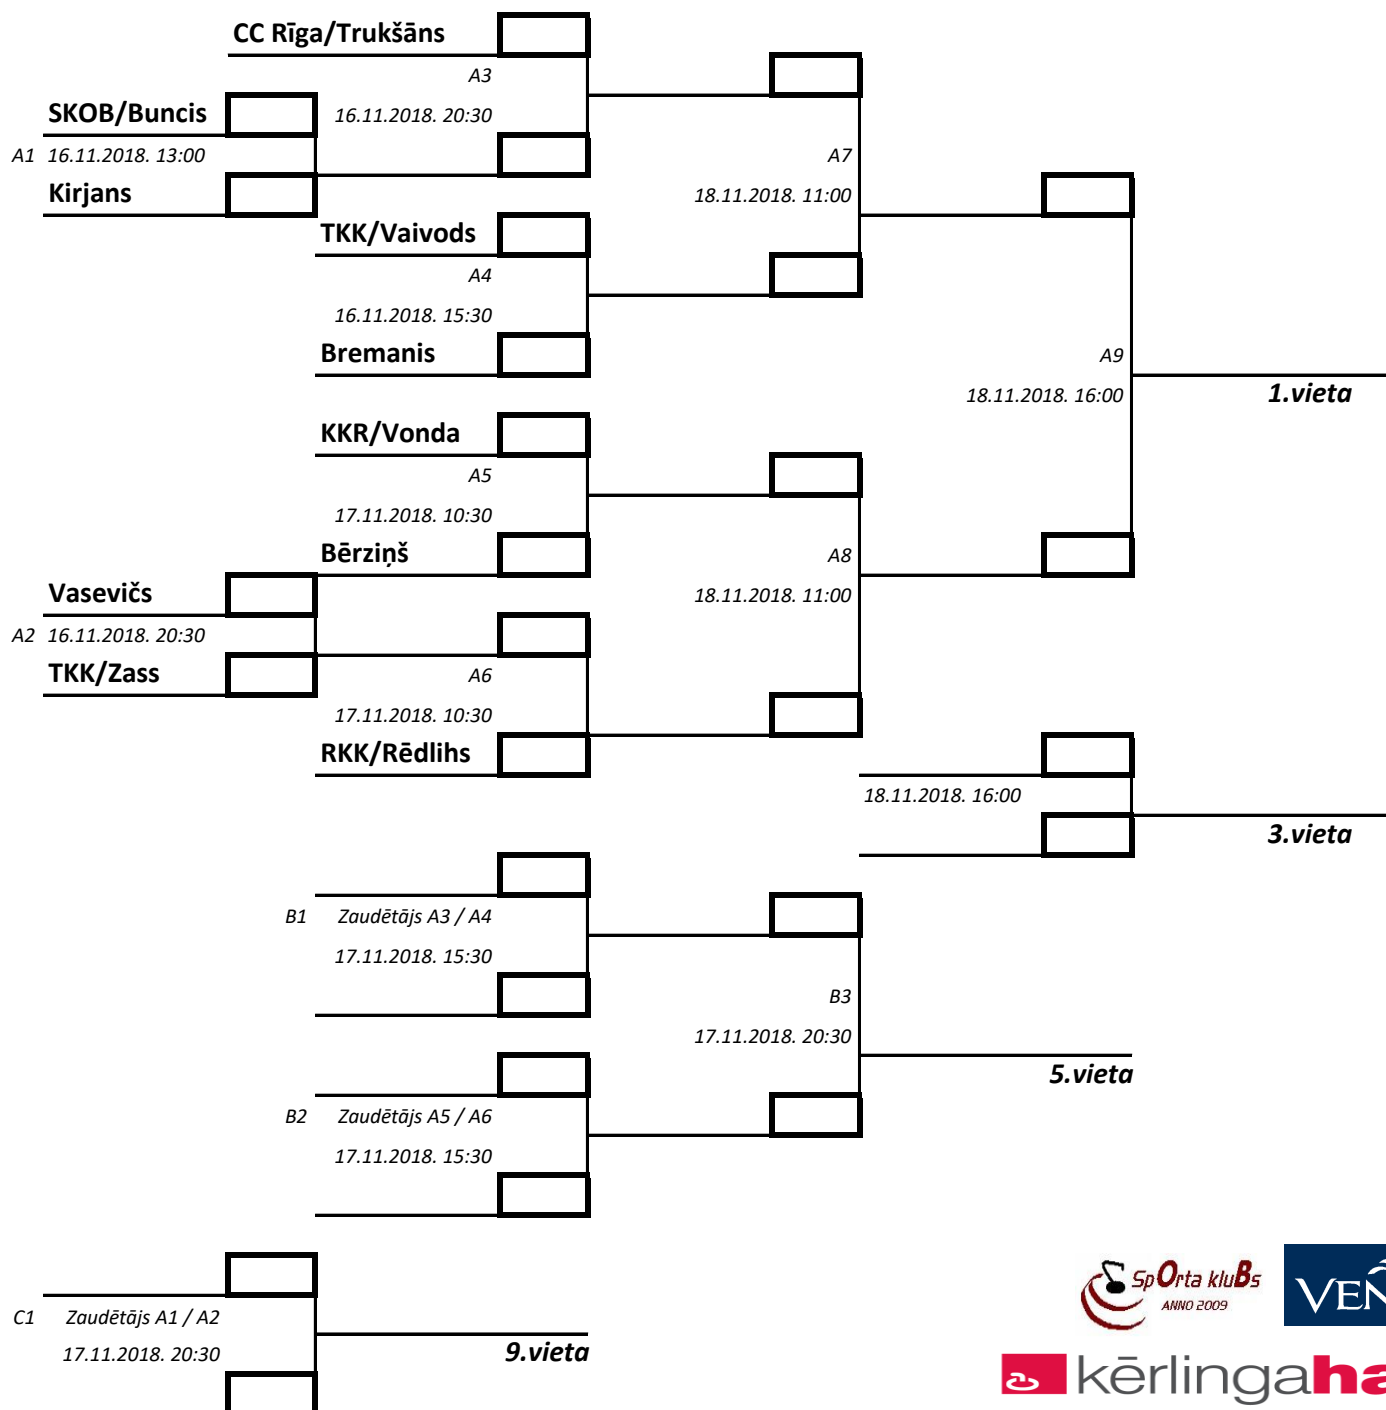 CC Rīga/Trukšāns
A3
SKOB/Buncis
16.11.2018. 20:30
A1 16.11.2018. 13:00
A7
Kirjans
18.11.2018. 11:00
TKK/Vaivods
A4
16.11.2018. 15:30
Bremanis
A9
18.11.2018. 16:00
1.vieta
KKR/Vonda
A5
17.11.2018. 10:30
Bērziņš
A8
Vasevičs
18.11.2018. 11:00
A2 16.11.2018. 20:30
TKK/Zass
A6
17.11.2018. 10:30
RKK/Rēdlihs
18.11.2018. 16:00
3.vieta
B1 Zaudētājs A3 / A4
17.11.2018. 15:30
B3
17.11.2018. 20:30
5.vieta
B2 Zaudētājs A5 / A6
17.11.2018. 15:30
SpOrta kluBs
ANNO 2009
C1 Zaudētājs A1 / A2
17.11.2018. 20:30
9.vieta